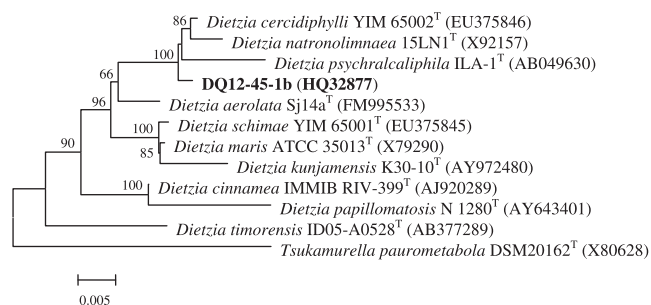 86 Dietzia cercidiphylli YIM 65002ᵀ (EU375846)
Dietzia natronolimnaea 15LN1ᵀ (X92157)
100 Dietzia psychralcaliphila ILA-1ᵀ (AB049630)
66 DQ12-45-1b (HQ32877)
96 Dietzia aerolata Sj14aᵀ (FM995533)
100 Dietzia schimae YIM 65001ᵀ (EU375845)
90 85 Dietzia maris ATCC 35013ᵀ (X79290)
Dietzia kunjamensis K30-10ᵀ (AY972480)
100 Dietzia cinnamea IMMIB RIV-399ᵀ (AJ920289)
Dietzia papillomatosis N 1280ᵀ (AY643401)
Dietzia timorensis ID05-A0528ᵀ (AB377289)
Tsukamurella paurometabola DSM20162ᵀ (X80628)
0.005